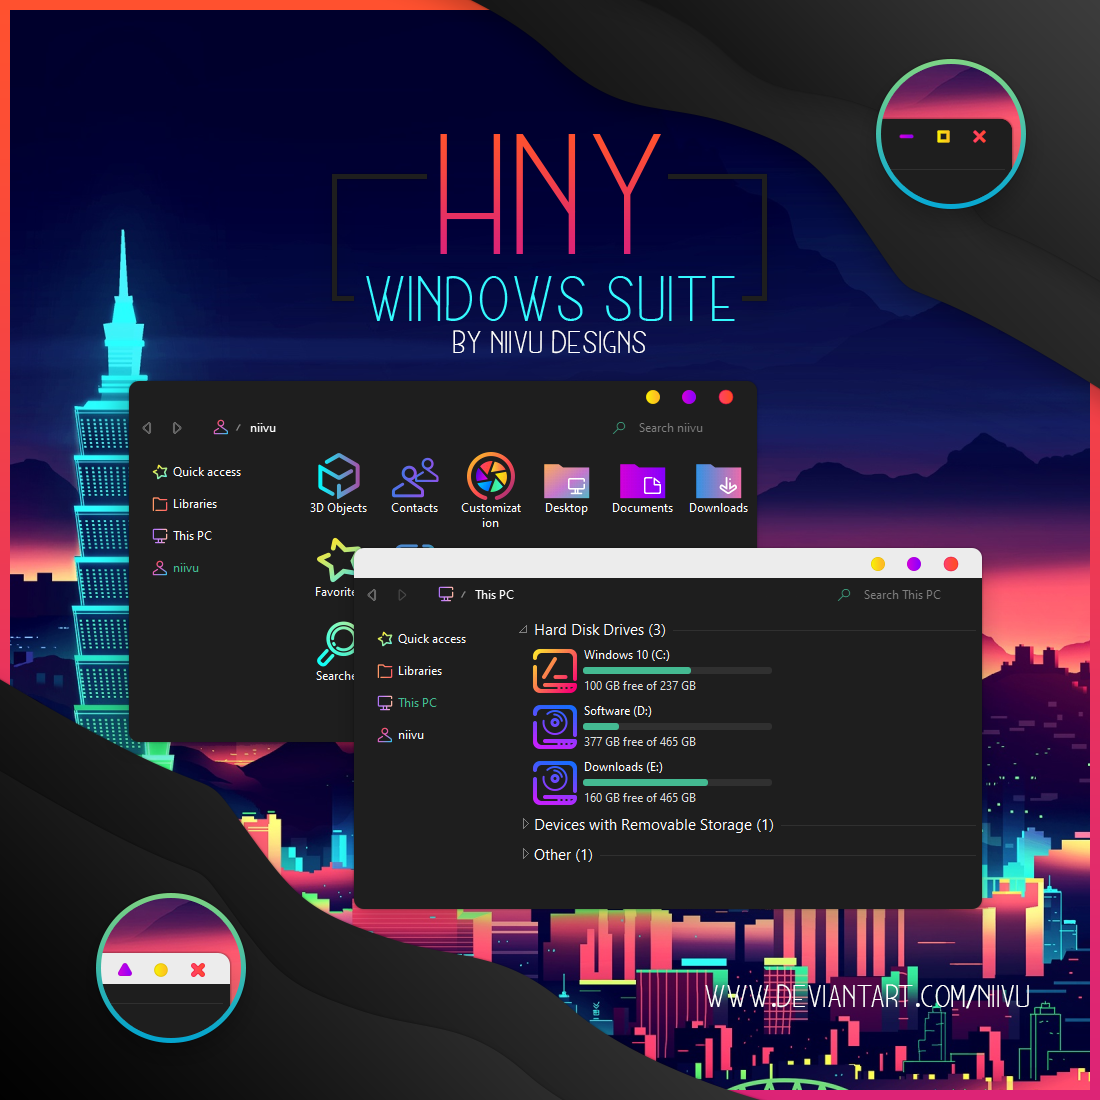 HNY
WINDOWS SUITE
BY NIIVU DESIGNS
/ niivu
Search niivu
Quick access
Libraries
This PC
niivu
3D Objects
Contacts
Customizat
ion
Desktop
Documents
Downloads
Favorite
Searche
/ This PC
Search This PC
Quick access
Libraries
This PC
niivu
Hard Disk Drives (3)
Windows 10 (C:)
100 GB free of 237 GB
Software (D:)
377 GB free of 465 GB
Downloads (E:)
160 GB free of 465 GB
Devices with Removable Storage (1)
Other (1)
WWW.DEVIANTART.COM/NIIVU